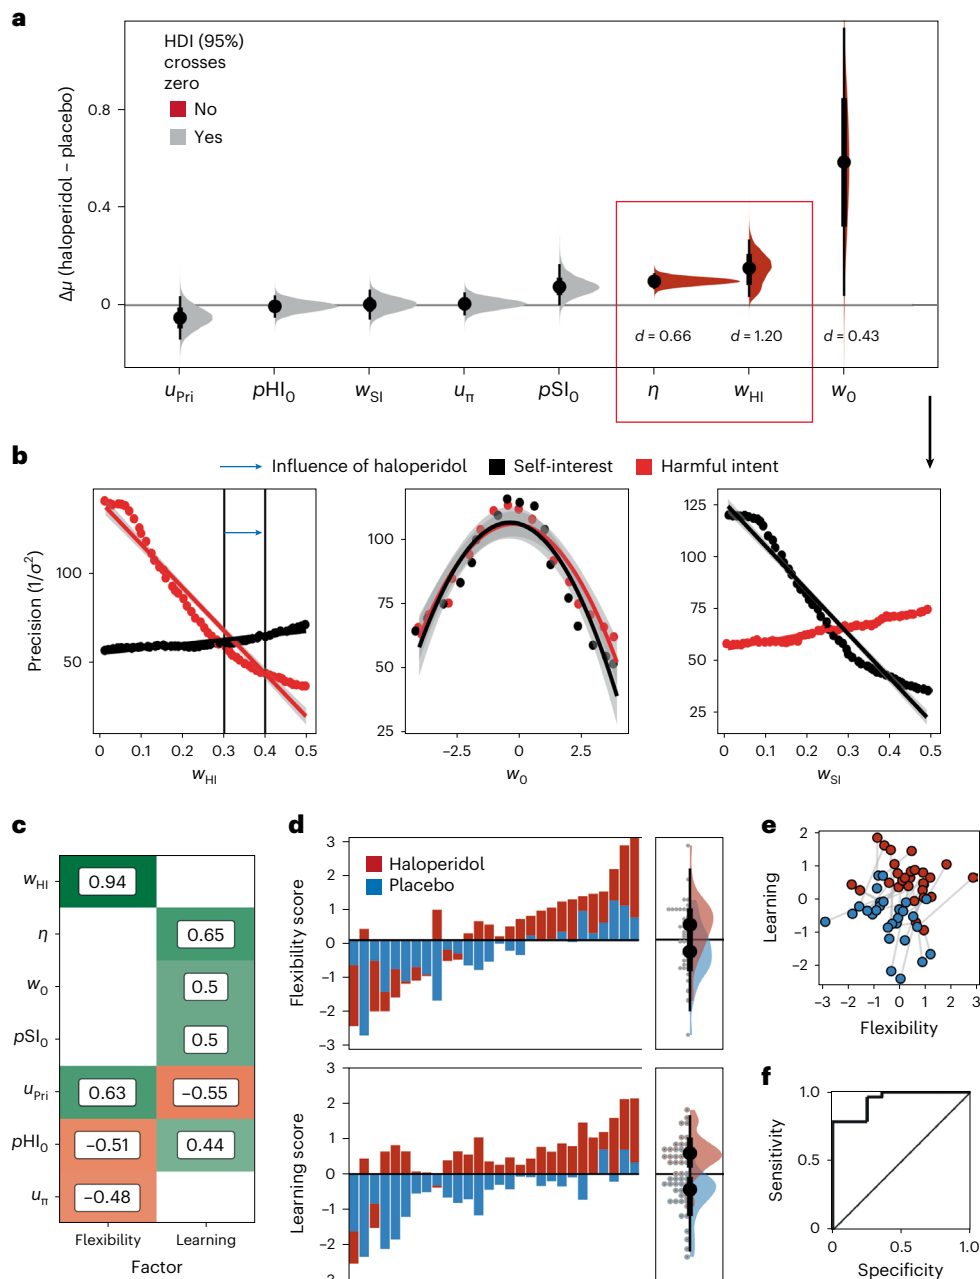 a
HDI (95%)
crosses
zero
No
Yes
Δμ (haloperidol – placebo)
0.8
0.4
0
d = 0.66
d = 1.20
d = 0.43
u_Pri
pHI_0
w_SI
u_π
pSI_0
η
w_HI
w_0
b
Influence of haloperidol
Self-interest
Harmful intent
Precision (1/σ²)
100
50
0
0.1
0.2
0.3
0.4
0.5
w_HI
100
75
50
25
–2.5
0
2.5
w_0
125
100
75
50
25
0
0.1
0.2
0.3
0.4
0.5
w_SI
c
w_HI
0.94
η
0.65
w_0
0.5
pSI_0
0.5
u_Pri
0.63
–0.55
pHI_0
–0.51
0.44
u_π
–0.48
Flexibility
Learning
Factor
d
Haloperidol
Placebo
Flexibility score
3
2
1
0
–1
–2
–3
Learning score
3
2
1
0
–1
–2
–3
e
Learning
2
1
0
–1
–2
–3
–2
–1
0
1
2
3
Flexibility
f
Sensitivity
1.0
0.5
0
0
0.5
1.0
Specificity